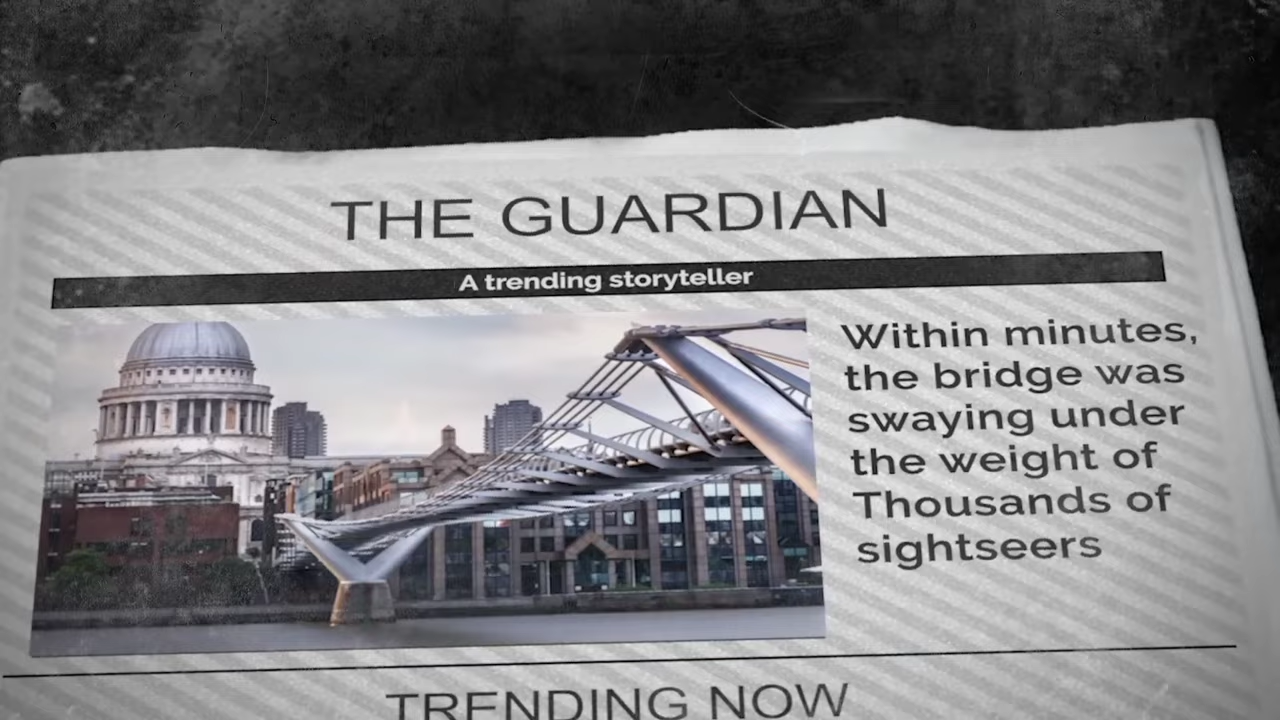 THE GUARDIAN
A trending storyteller
Within minutes,
the bridge was
swaying under
the weight of
Thousands of
sightseers
TRENDING NOW